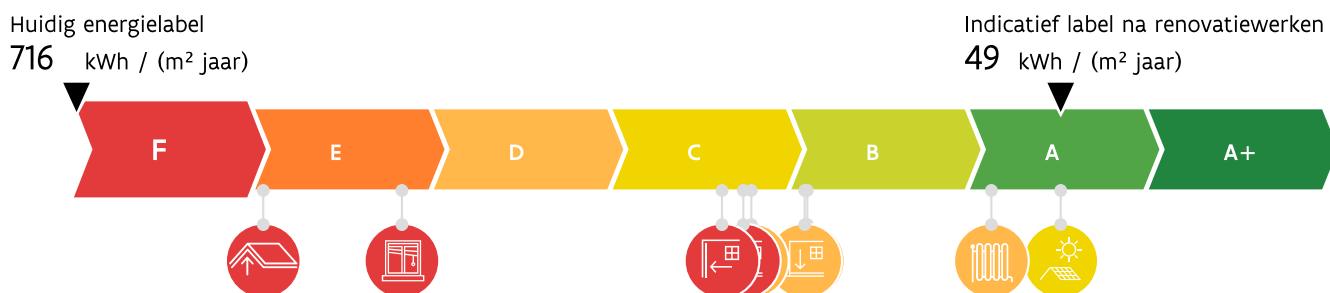 Huidig energielabel
716 kWh / (m² jaar)
Indicatief label na renovatiewerken
49 kWh / (m² jaar)
F E D C B A A+